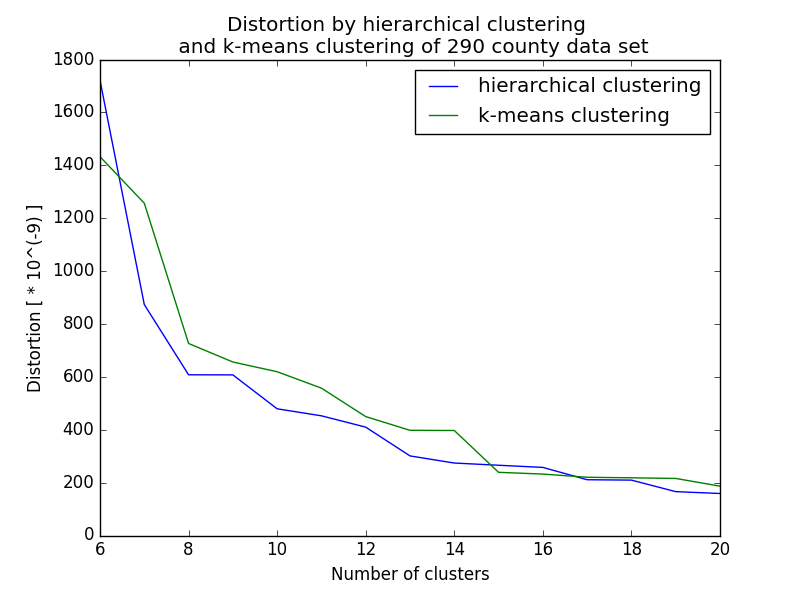 Distortion by hierarchical clustering
and k-means clustering of 290 county data set
hierarchical clustering
k-means clustering
Distortion [ * 10^(-9) ]
1800
1600
1400
1200
1000
800
600
400
200
0
6 8 10 12 14 16 18 20
Number of clusters